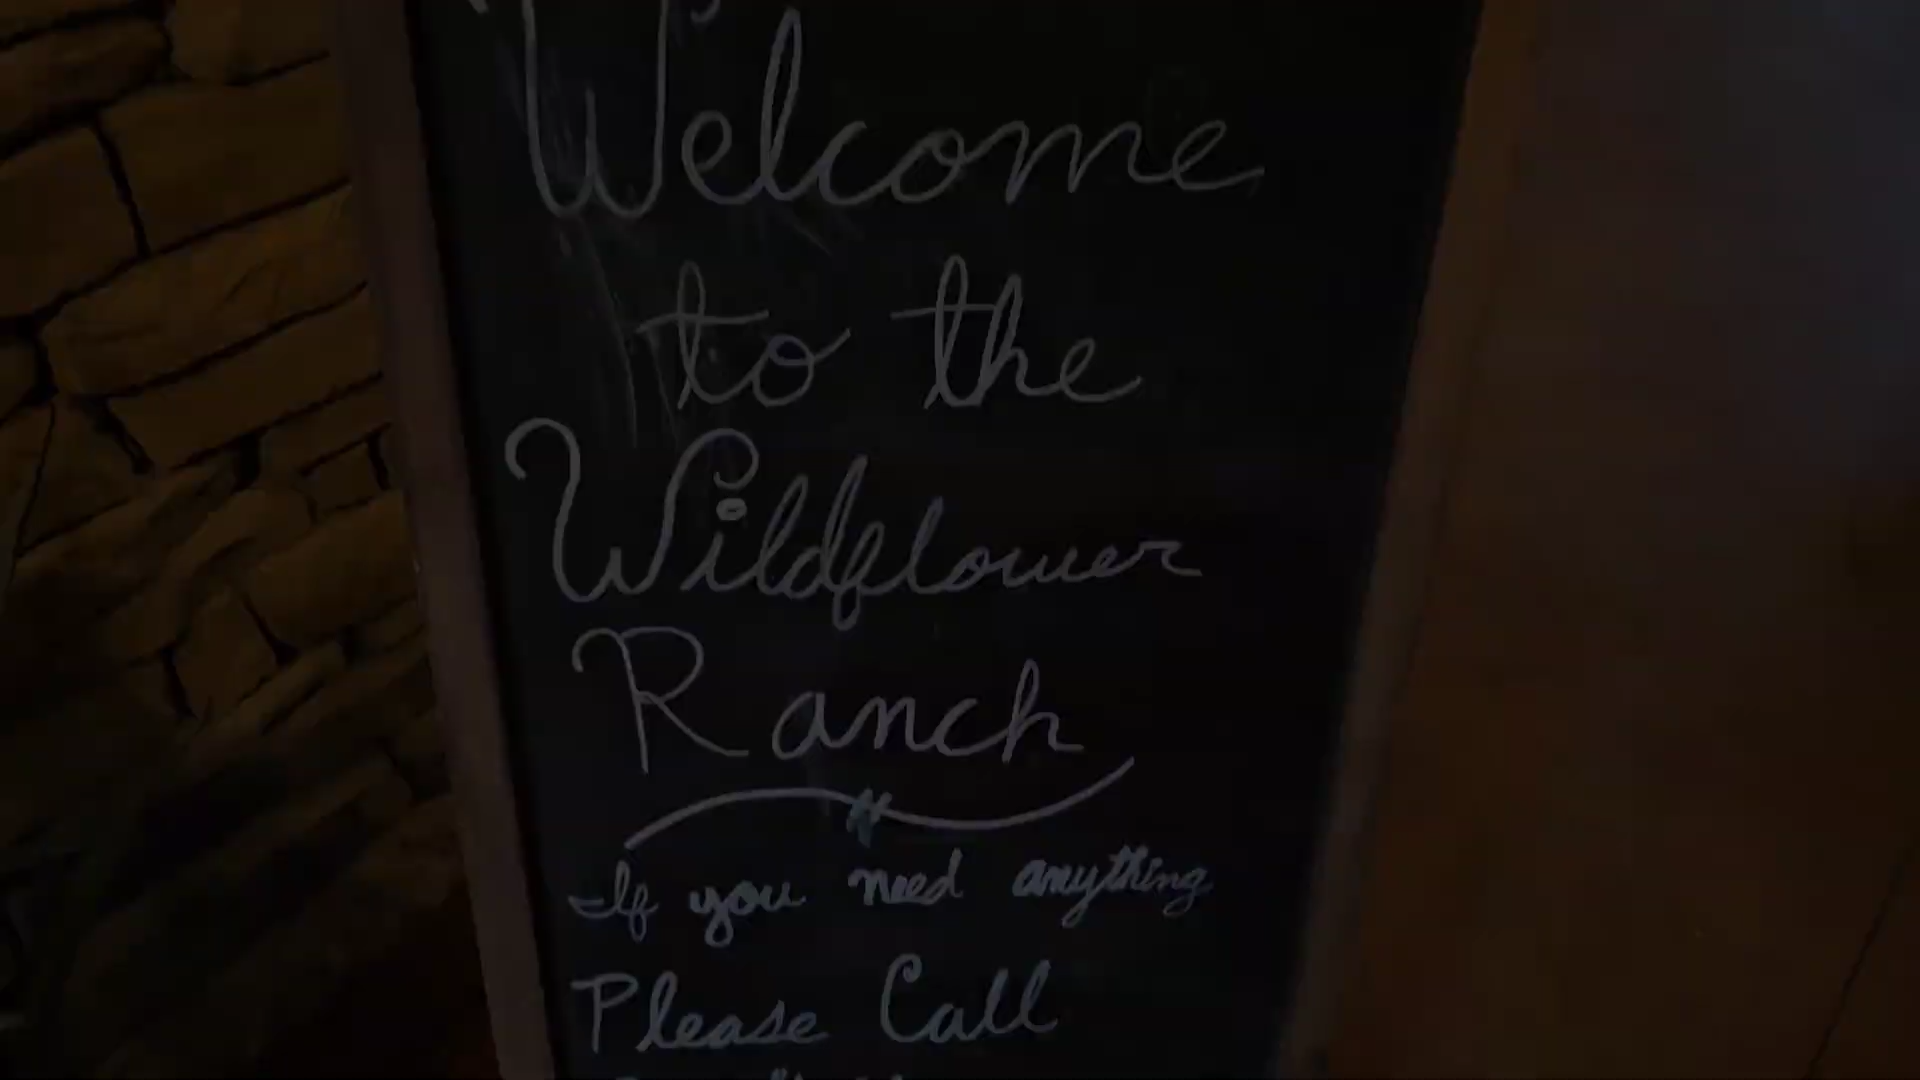 Welcome
to the
Wildflower
Ranch
If you need anything
Please Call